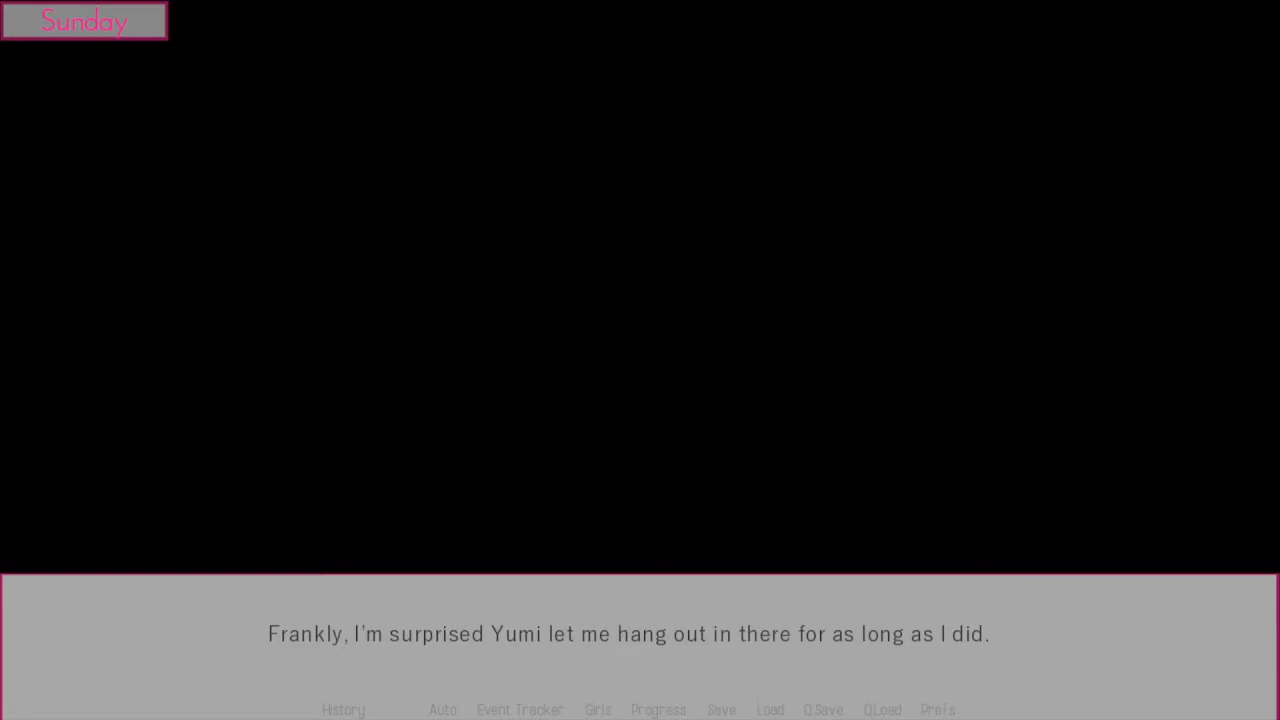 Sunday
Frankly, I'm surprised Yumi let me hang out in there for as long as I did.
History Auto Event Tracker Girls Progress Save Load Q.Save Q.Load Prefs